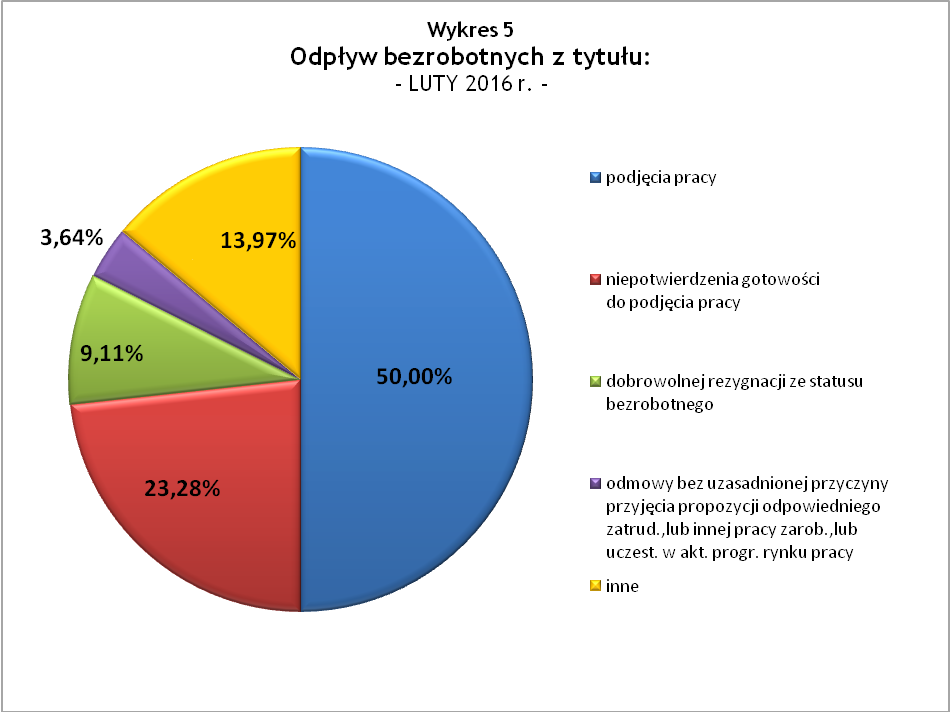 Wykres 5
Odpływ bezrobotnych z tytułu:
- LUTY 2016 r. -
podjęcia pracy
niepotwierdzenia gotowości
do podjęcia pracy
dobrowolnej rezygnacji ze statusu
bezrobotnego
odmowy bez uzasadnionej przyczyny
przyjęcia propozycji odpowiedniego
zatrud.,lub innej pracy zarob.,lub
uczest. w akt. progr. rynku pracy
inne
13,97%
3,64%
9,11%
50,00%
23,28%